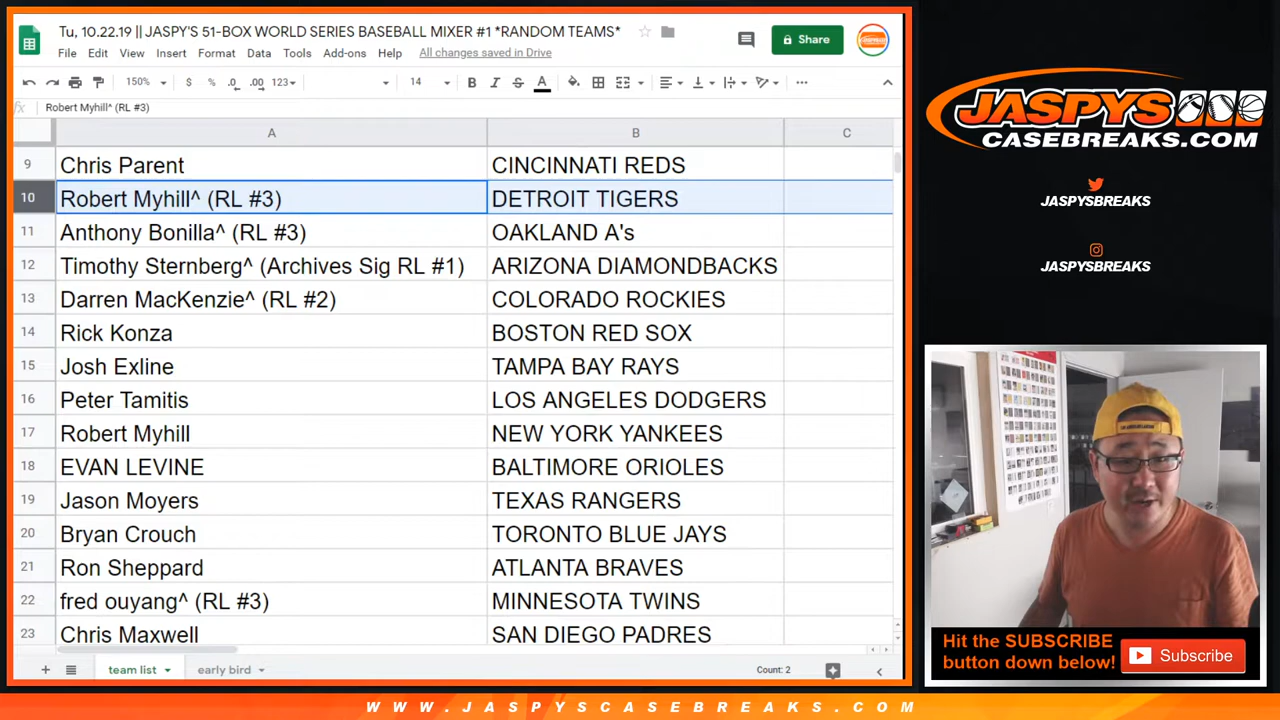 Tu, 10.22.19 || JASPY'S 51-BOX WORLD SERIES BASEBALL MIXER #1 *RANDOM TEAMS*
File Edit View Insert Format Data Tools Add-ons Help All changes saved in Drive
Share
150% $ % .0 .00 123 14 B I S A
fx Robert Myhill^ (RL #3)
A B C
9 Chris Parent CINCINNATI REDS
10 Robert Myhill^ (RL #3) DETROIT TIGERS
11 Anthony Bonilla^ (RL #3) OAKLAND A's
12 Timothy Sternberg^ (Archives Sig RL #1) ARIZONA DIAMONDBACKS
13 Darren MacKenzie^ (RL #2) COLORADO ROCKIES
14 Rick Konza BOSTON RED SOX
15 Josh Exline TAMPA BAY RAYS
16 Peter Tamitis LOS ANGELES DODGERS
17 Robert Myhill NEW YORK YANKEES
18 EVAN LEVINE BALTIMORE ORIOLES
19 Jason Moyers TEXAS RANGERS
20 Bryan Crouch TORONTO BLUE JAYS
21 Ron Sheppard ATLANTA BRAVES
22 fred ouyang^ (RL #3) MINNESOTA TWINS
23 Chris Maxwell SAN DIEGO PADRES
team list early bird Count: 2
JASPYS
CASEBREAKS.COM
JASPYSBREAKS
JASPYSBREAKS
Hit the SUBSCRIBE
button down below!
Subscribe
WWW.JASPYSCASEBREAKS.COM